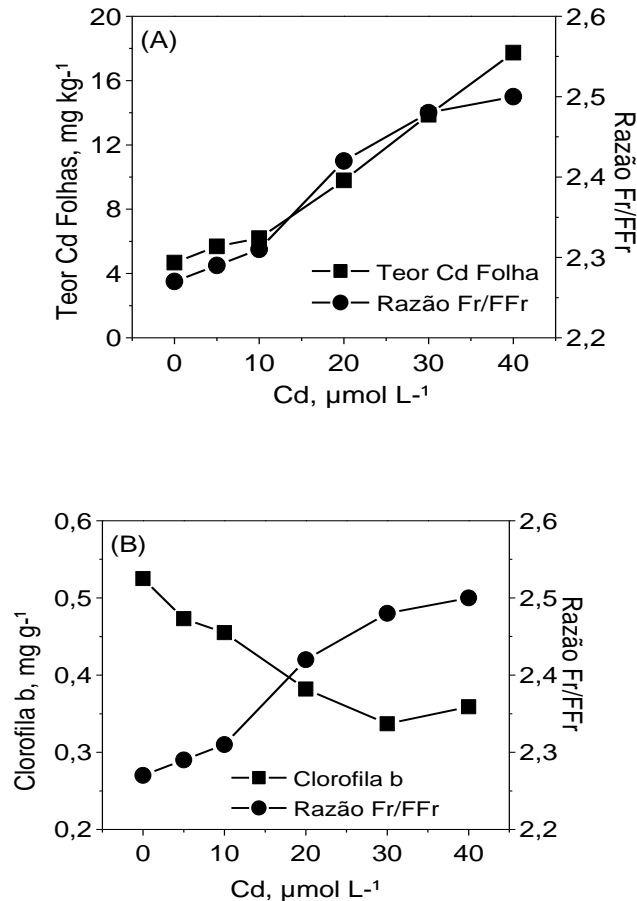 (A)
20
16
12
8
4
0
Teor Cd Folhas, mg kg-¹
2,6
2,5
2,4
2,3
2,2
Razão Fr/FFr
Teor Cd Folha
Razão Fr/FFr
0 10 20 30 40
Cd, µmol L-¹
(B)
0,6
0,5
0,4
0,3
0,2
Clorofila b, mg g-¹
2,6
2,5
2,4
2,3
2,2
Razão Fr/FFr
Clorofila b
Razão Fr/FFr
0 10 20 30 40
Cd, µmol L-¹